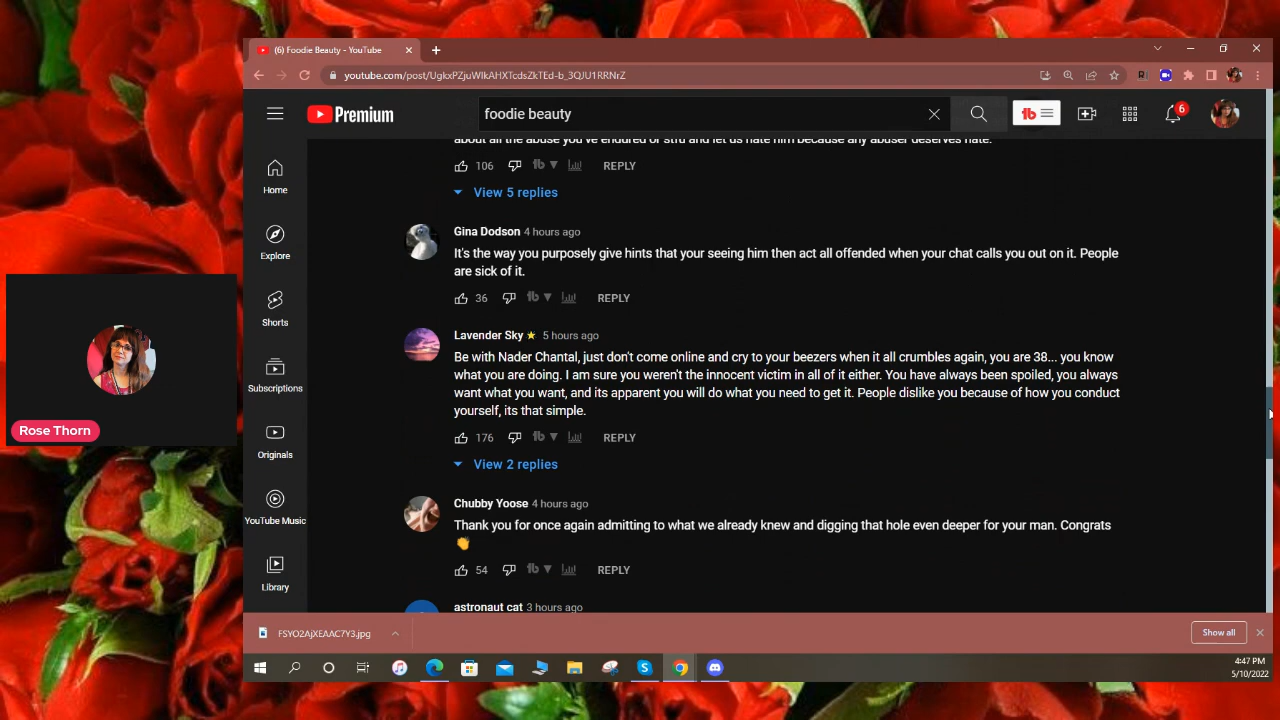 (6) Foodie Beauty - YouTube
youtube.com/post/UgkxPZjuWIkAHXTcdsZkTEd-b_3QJU1RRNrZ
Premium
foodie beauty
tb
6
about all the abuse you've endured or stfu and let us hate him because any abuser deserves hate.
106 tb REPLY
View 5 replies
Home
Explore
Shorts
Subscriptions
Originals
YouTube Music
Library
Gina Dodson 4 hours ago
It's the way you purposely give hints that your seeing him then act all offended when your chat calls you out on it. People
are sick of it.
36 tb REPLY
Lavender Sky 5 hours ago
Be with Nader Chantal, just don't come online and cry to your beezers when it all crumbles again, you are 38... you know
what you are doing. I am sure you weren't the innocent victim in all of it either. You have always been spoiled, you always
want what you want, and its apparent you will do what you need to get it. People dislike you because of how you conduct
yourself, its that simple.
176 tb REPLY
View 2 replies
Chubby Yoose 4 hours ago
Thank you for once again admitting to what we already knew and digging that hole even deeper for your man. Congrats
👏
54 tb REPLY
astronaut cat 3 hours ago
Rose Thorn
FSYO2AjXEAAC7Y3.jpg
Show all
4:47 PM
5/10/2022